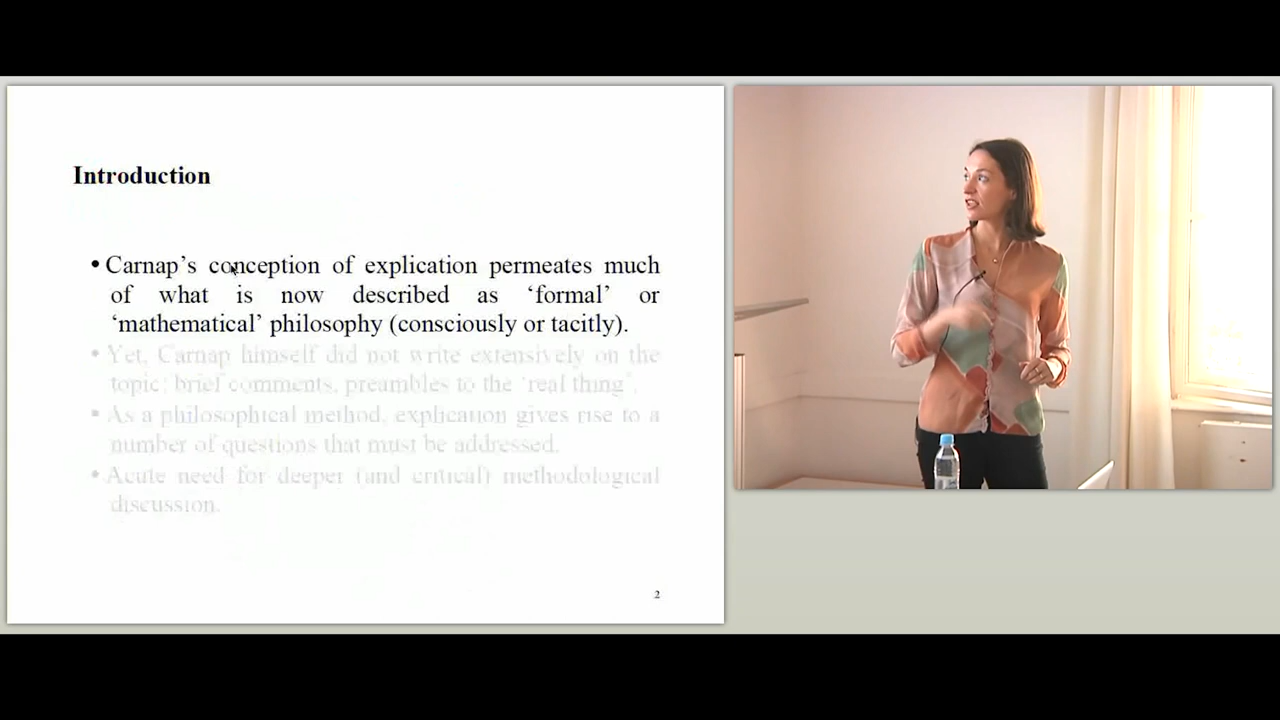 Introduction
• Carnap’s conception of explication permeates much
of what is now described as ‘formal’ or
‘mathematical’ philosophy (consciously or tacitly).
• Yet, Carnap himself did not write extensively on the
topic: brief comments, preambles to the ‘real thing’.
• As a philosophical method, explication gives rise to a
number of questions that must be addressed.
• Acute need for deeper (and critical) methodological
discussion.
2